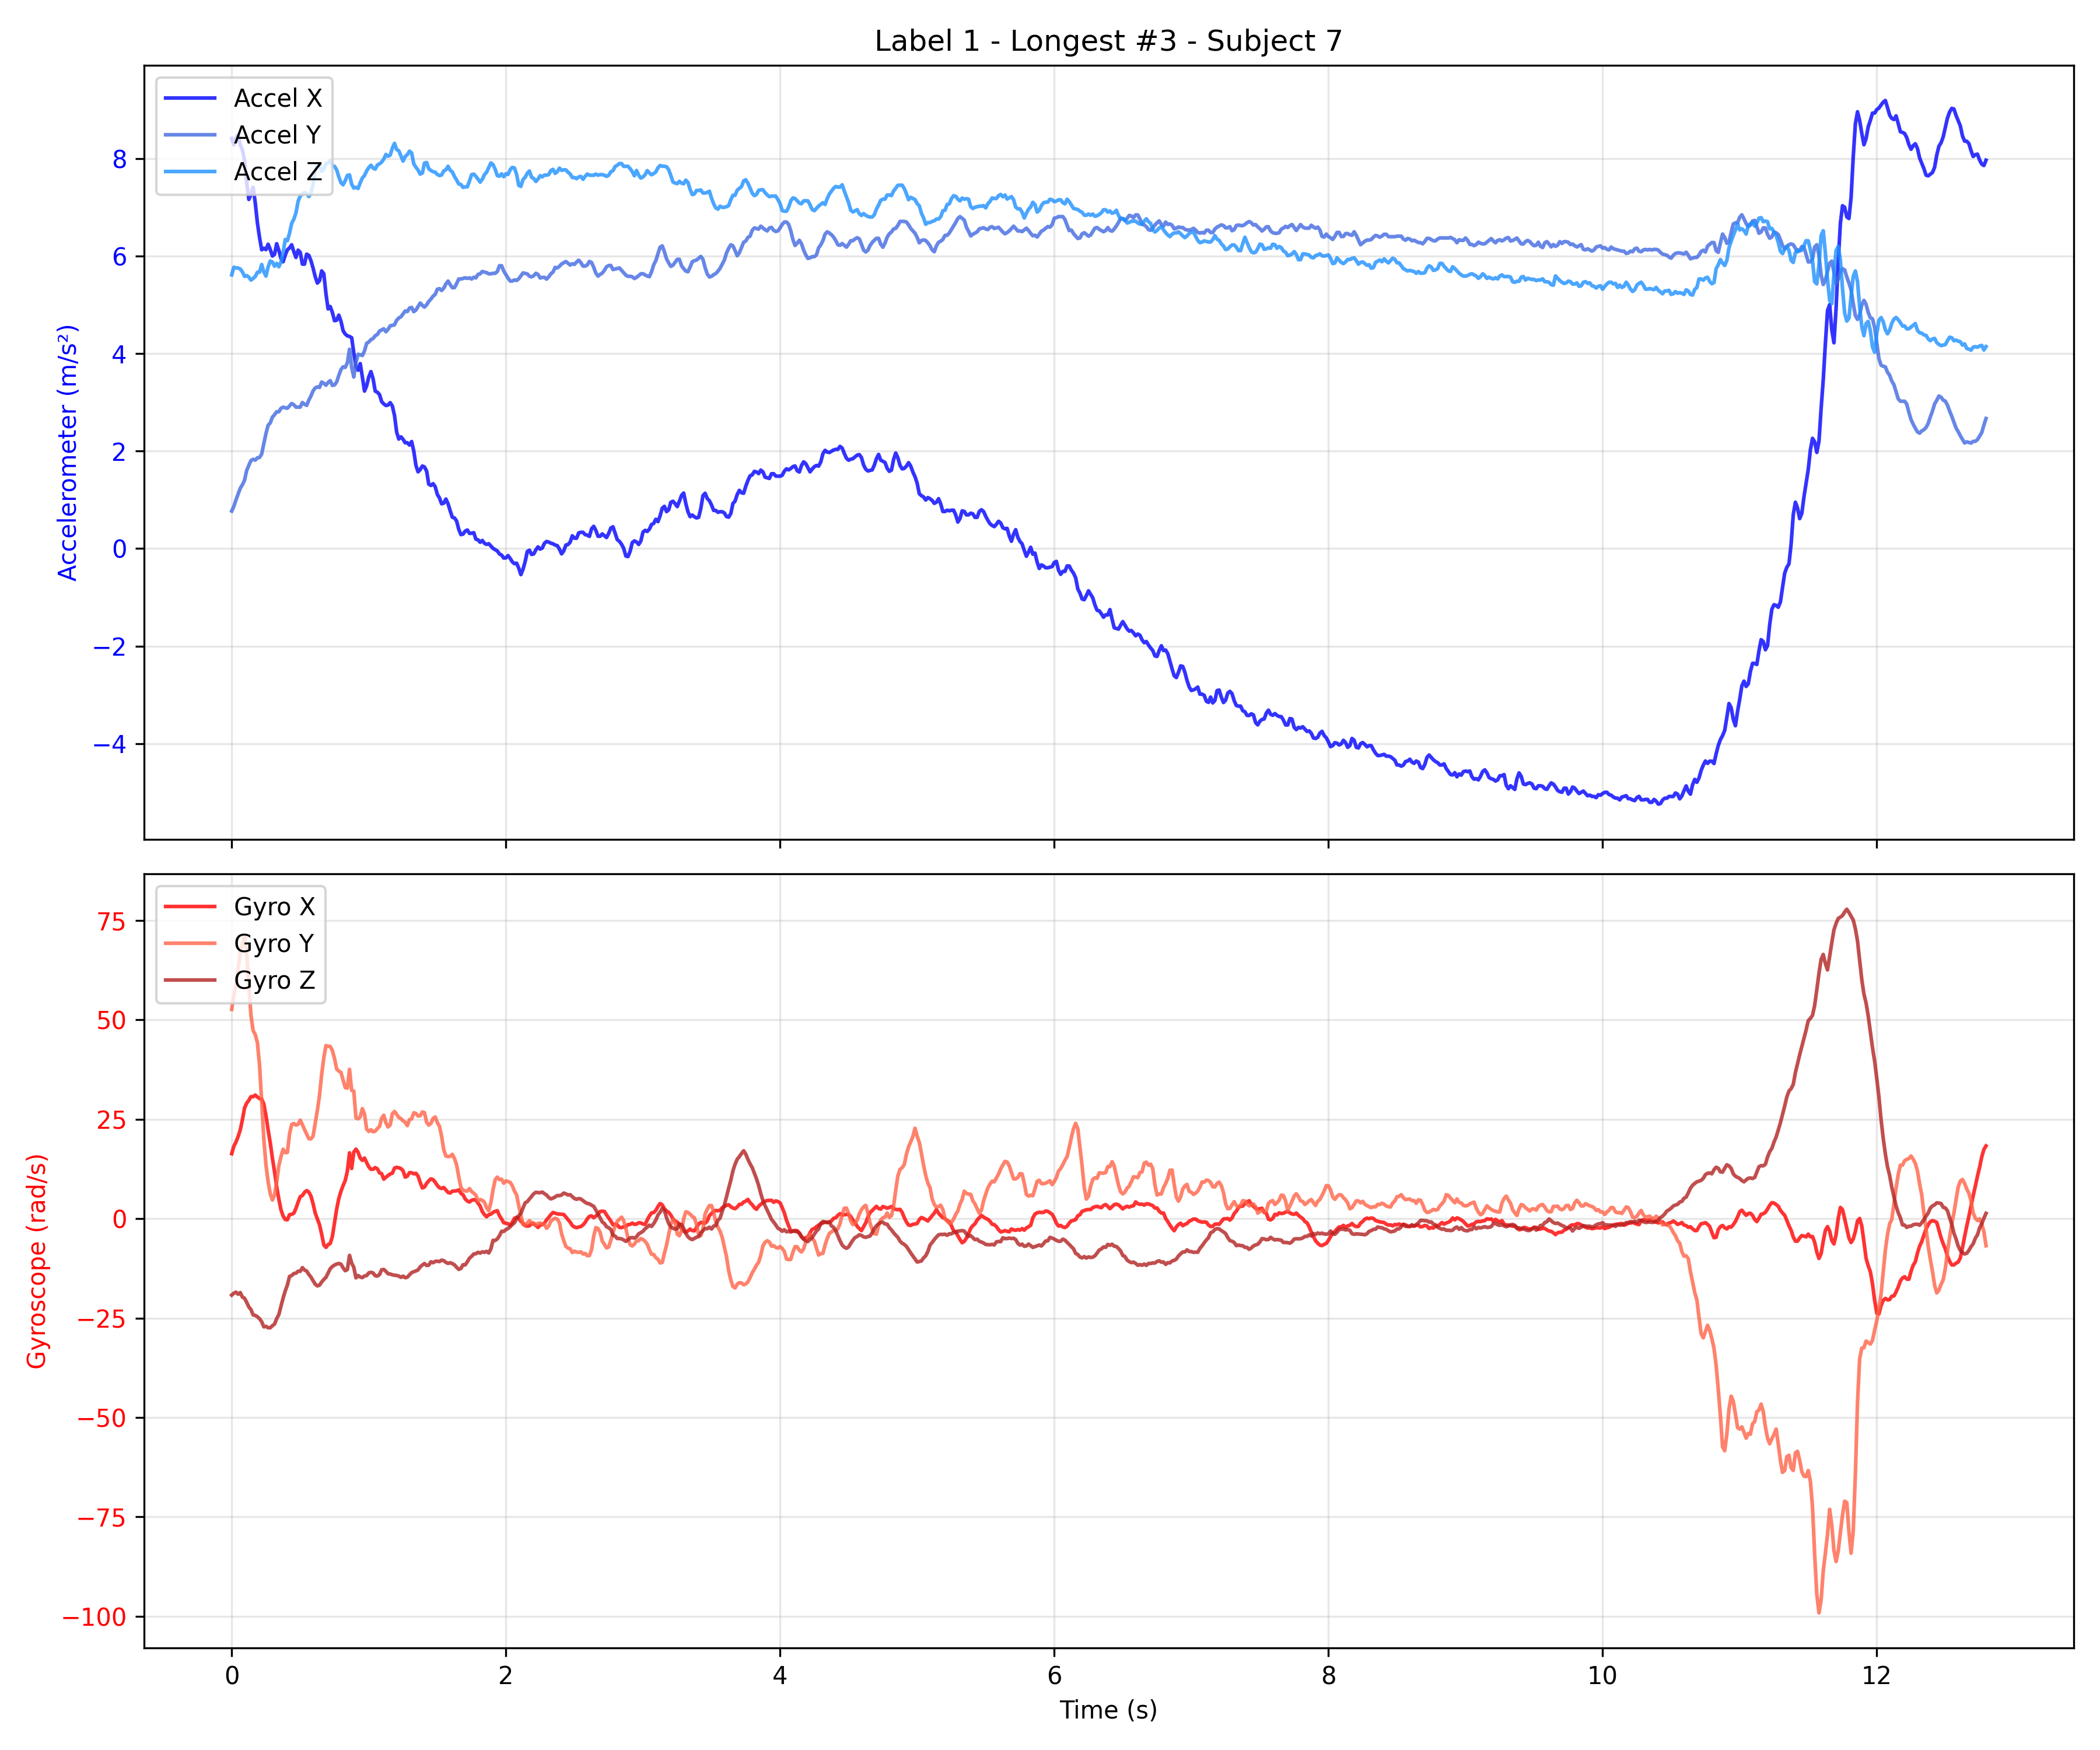 Label 1 - Longest #3 - Subject 7
Accel X
Accel Y
Accel Z
8
6
4
2
0
−2
−4
Accelerometer (m/s²)
Gyro X
Gyro Y
Gyro Z
75
50
25
0
−25
−50
−75
−100
Gyroscope (rad/s)
0 2 4 6 8 10 12
Time (s)